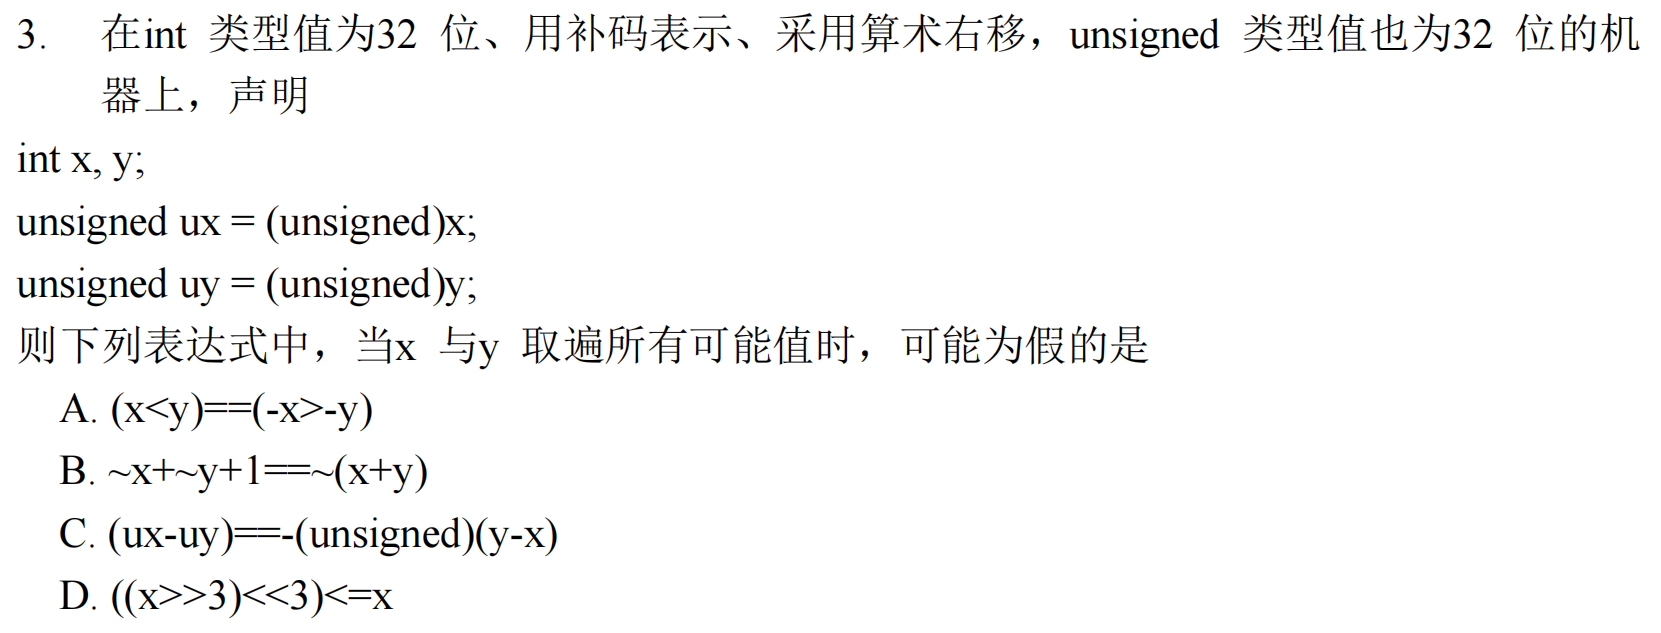 3. 在int 类型值为32 位、用补码表示、采用算术右移，unsigned 类型值也为32 位的机
器上，声明
int x, y;
unsigned ux = (unsigned)x;
unsigned uy = (unsigned)y;
则下列表达式中，当x 与y 取遍所有可能值时，可能为假的是
A. (x<y)==(-x>-y)
B. ~x+~y+1==~(x+y)
C. (ux-uy)==-(unsigned)(y-x)
D. ((x>>3)<<3)<=x